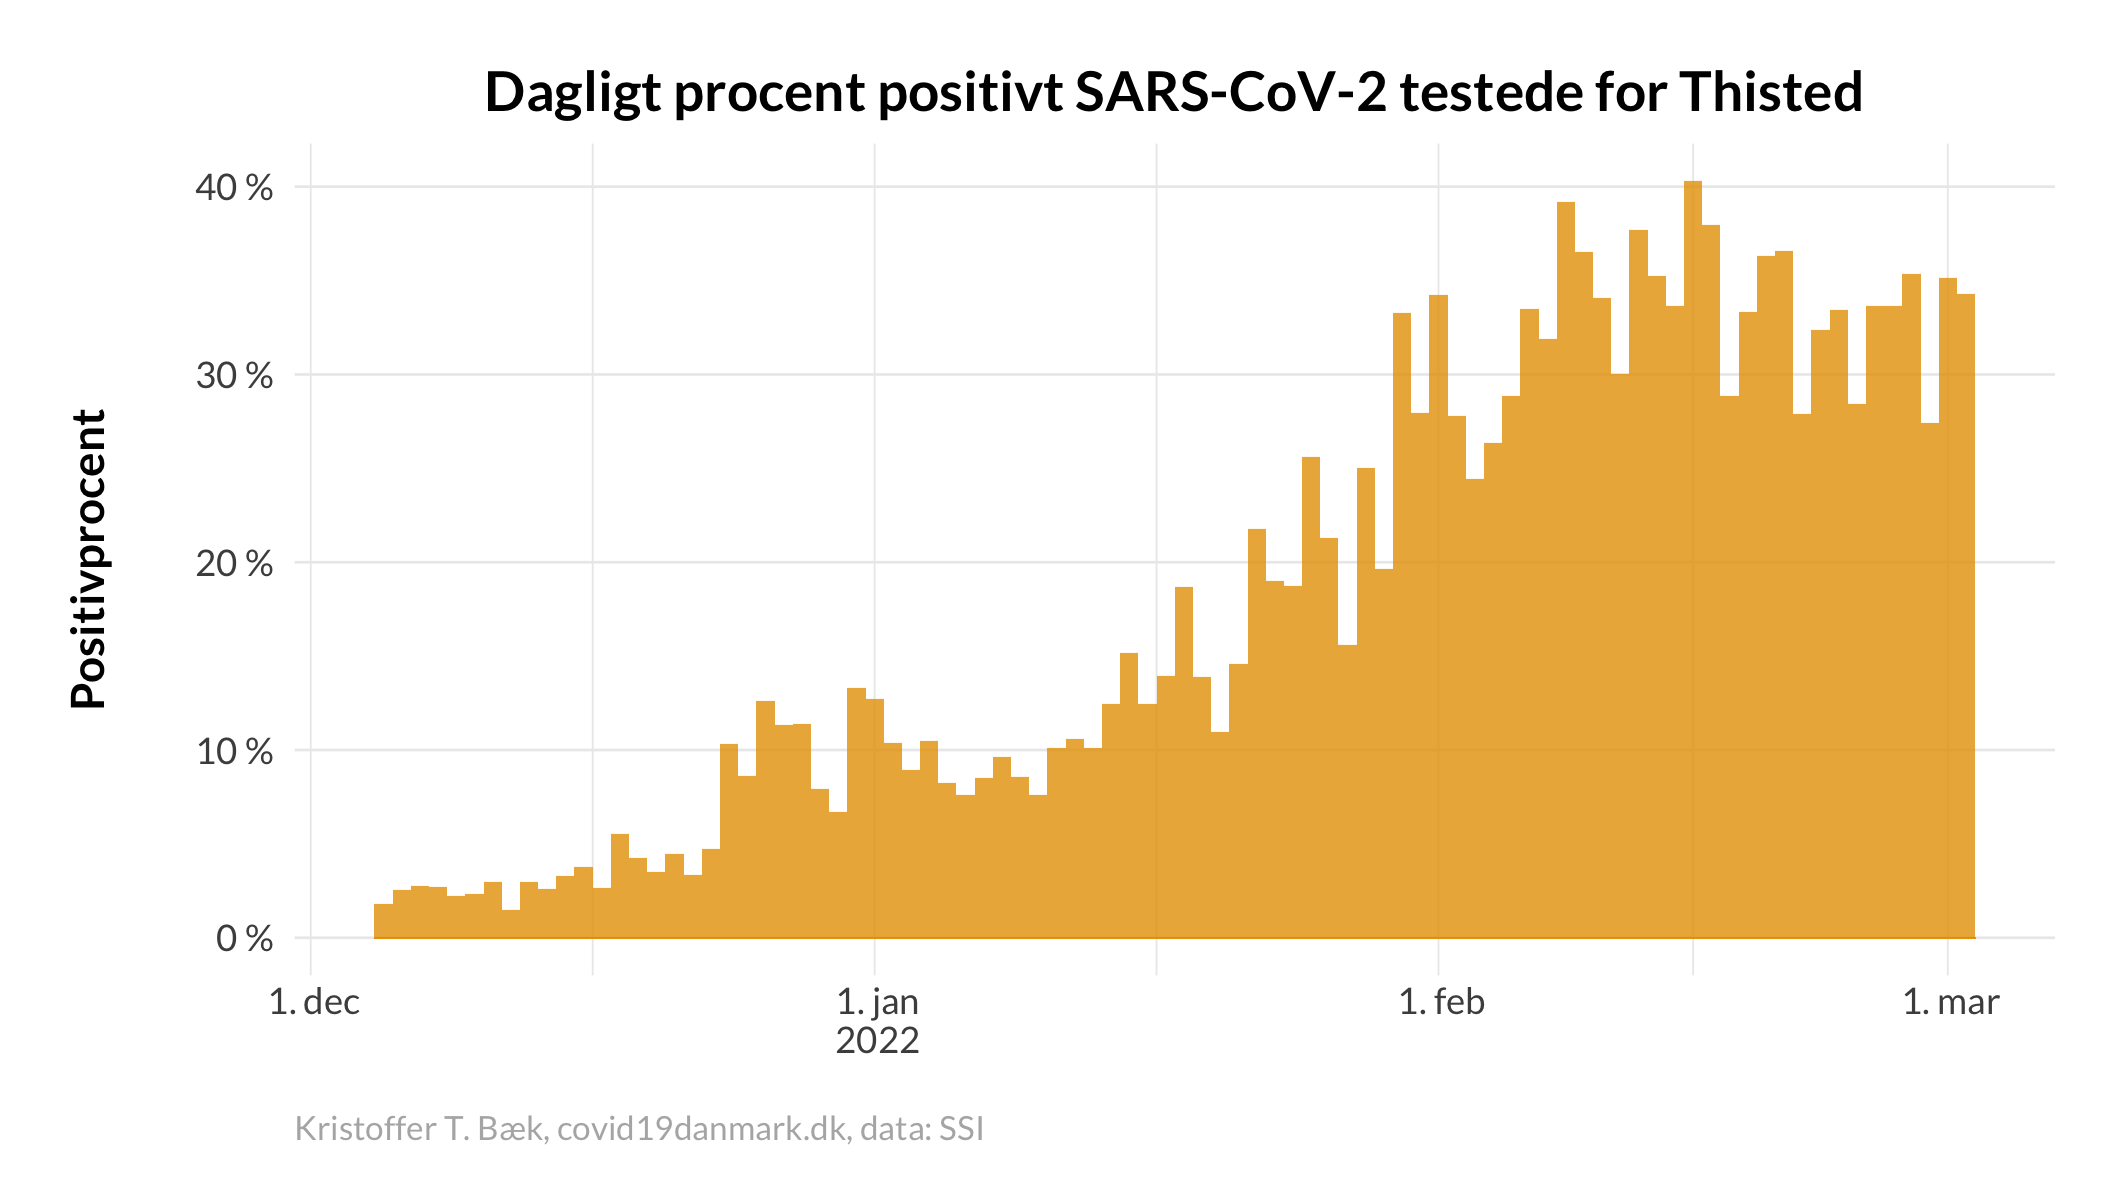 Dagligt procent positivt SARS-CoV-2 testede for Thisted
Positivprocent
40 %
30 %
20 %
10 %
0 %
1. dec
1. jan
2022
1. feb
1. mar
Kristoffer T. Bæk, covid19danmark.dk, data: SSI